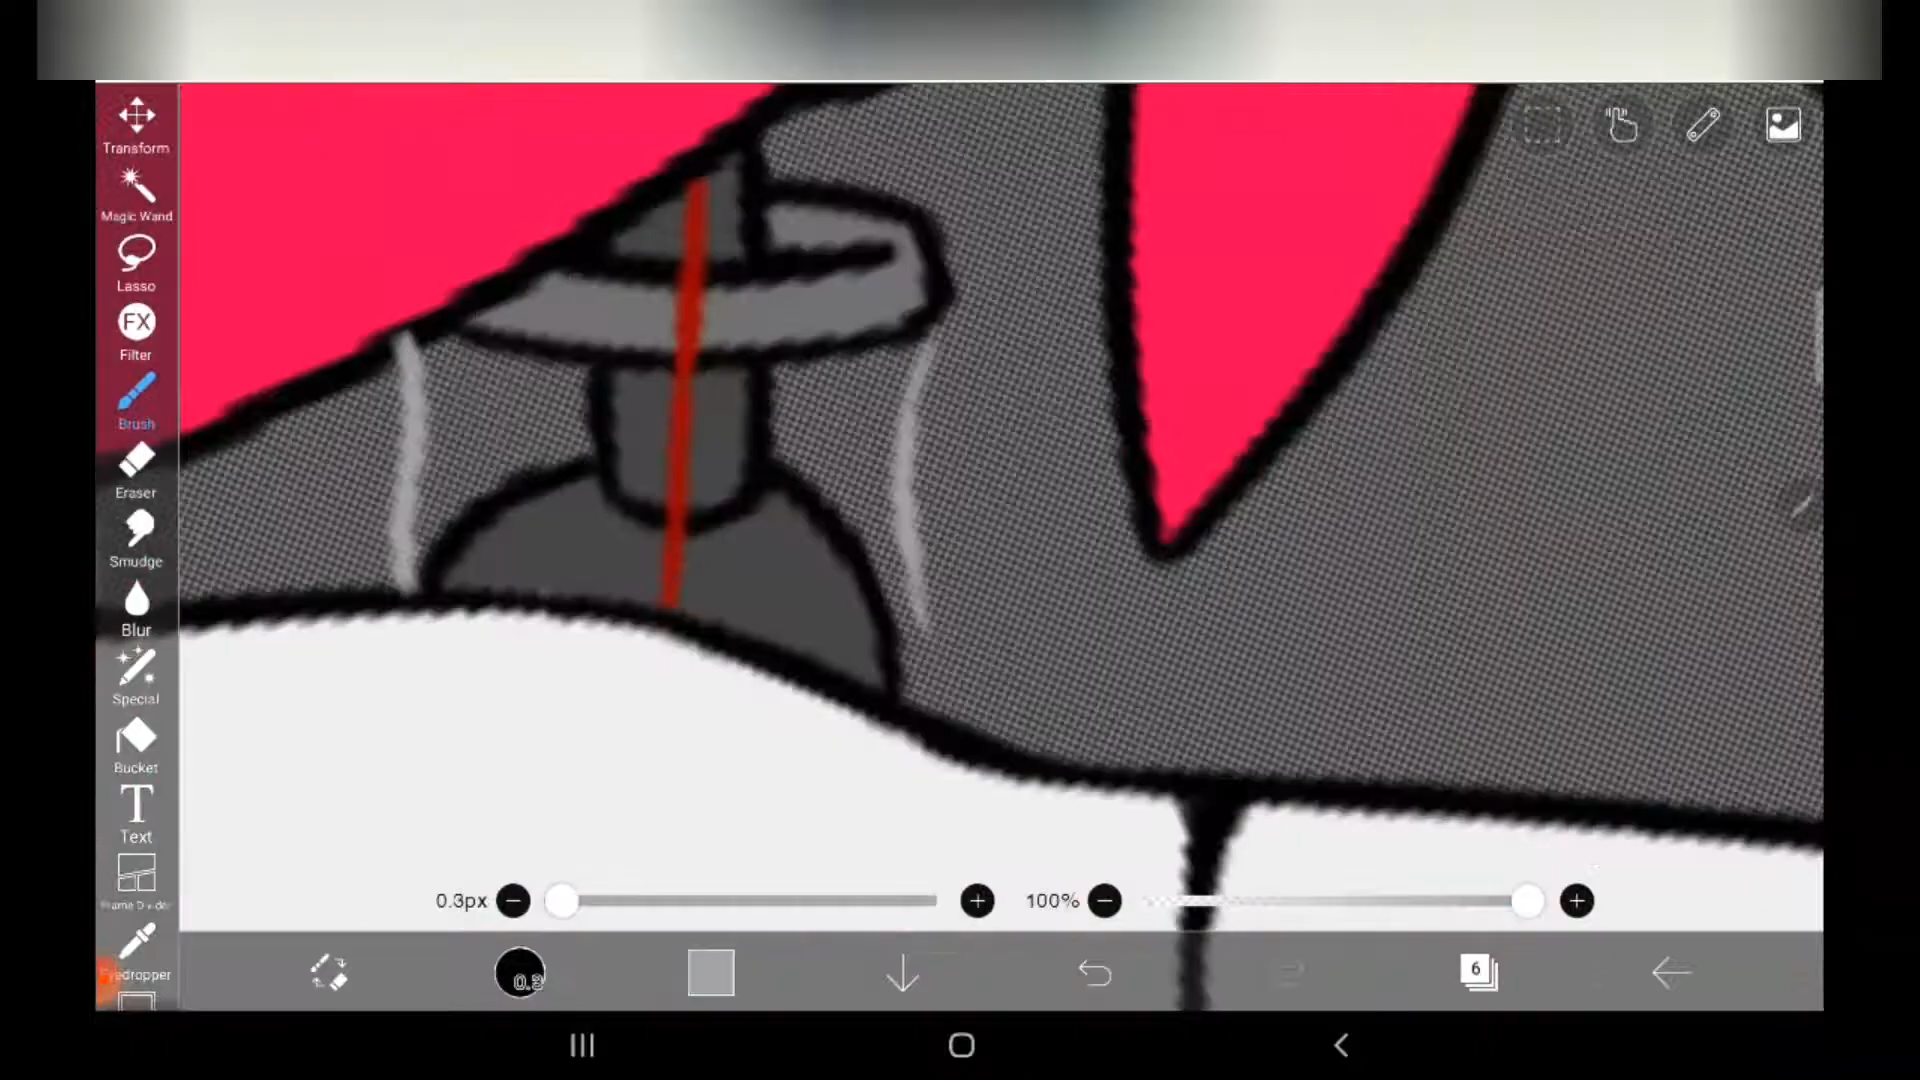 Transform
Magic Wand
Lasso
FX
Filter
Brush
Eraser
Smudge
Blur
Special
Bucket
T
Text
Frame Divider
edropper
0.3px
100%
0.3
6